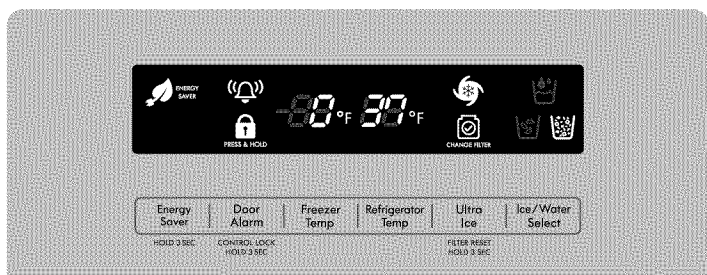 ENERGY
SAVER
PRESS & HOLD
0°F 37°F
CHANGE FILTER
Energy Saver
Door Alarm
Freezer Temp
Refrigerator Temp
Ultra Ice
Ice/Water Select
HOLD 3 SEC
CONTROL LOCK
HOLD 3 SEC
FILTER RESET
HOLD 3 SEC